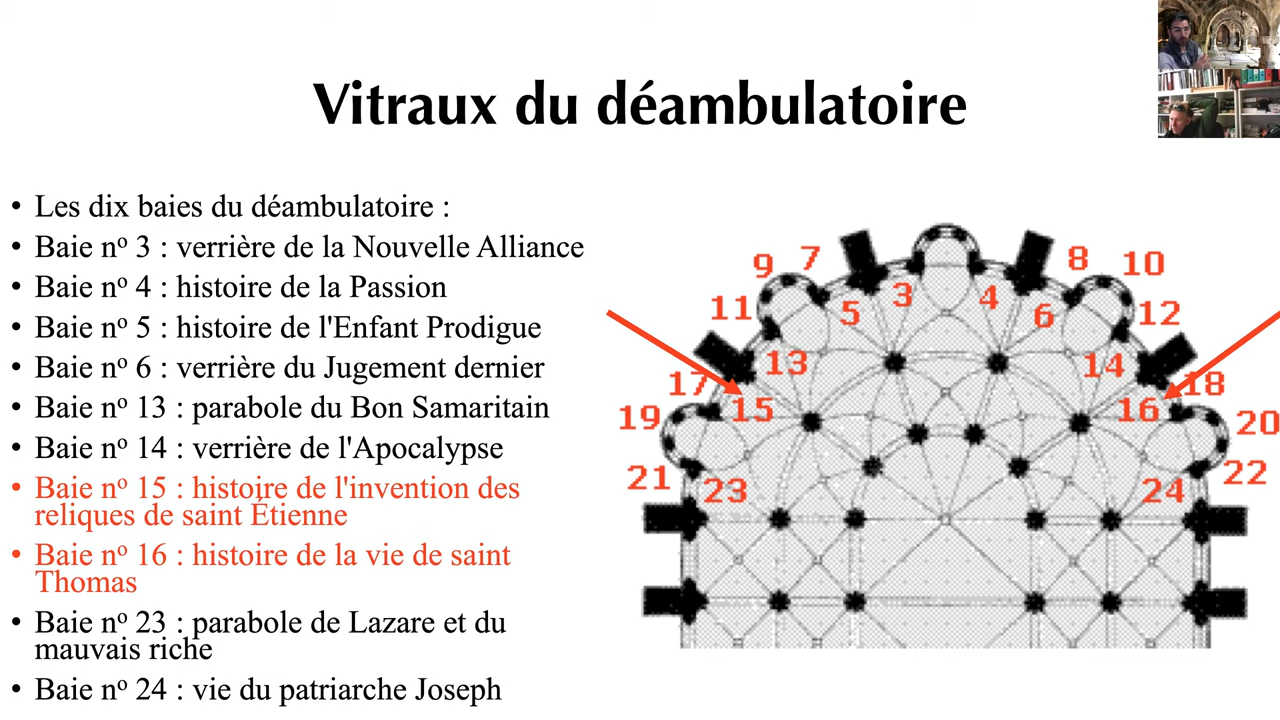 Vitraux du déambulatoire
• Les dix baies du déambulatoire :
• Baie nº 3 : verrière de la Nouvelle Alliance
• Baie nº 4 : histoire de la Passion
• Baie nº 5 : histoire de l'Enfant Prodigue
• Baie nº 6 : verrière du Jugement dernier
• Baie nº 13 : parabole du Bon Samaritain
• Baie nº 14 : verrière de l'Apocalypse
• Baie nº 15 : histoire de l'invention des
reliques de saint Étienne
• Baie nº 16 : histoire de la vie de saint
Thomas
• Baie nº 23 : parabole de Lazare et du
mauvais riche
• Baie nº 24 : vie du patriarche Joseph
9 7 8 10
11 5 3 4 6 12
13 14
17 18
19 15 16 20
21 23 24 22